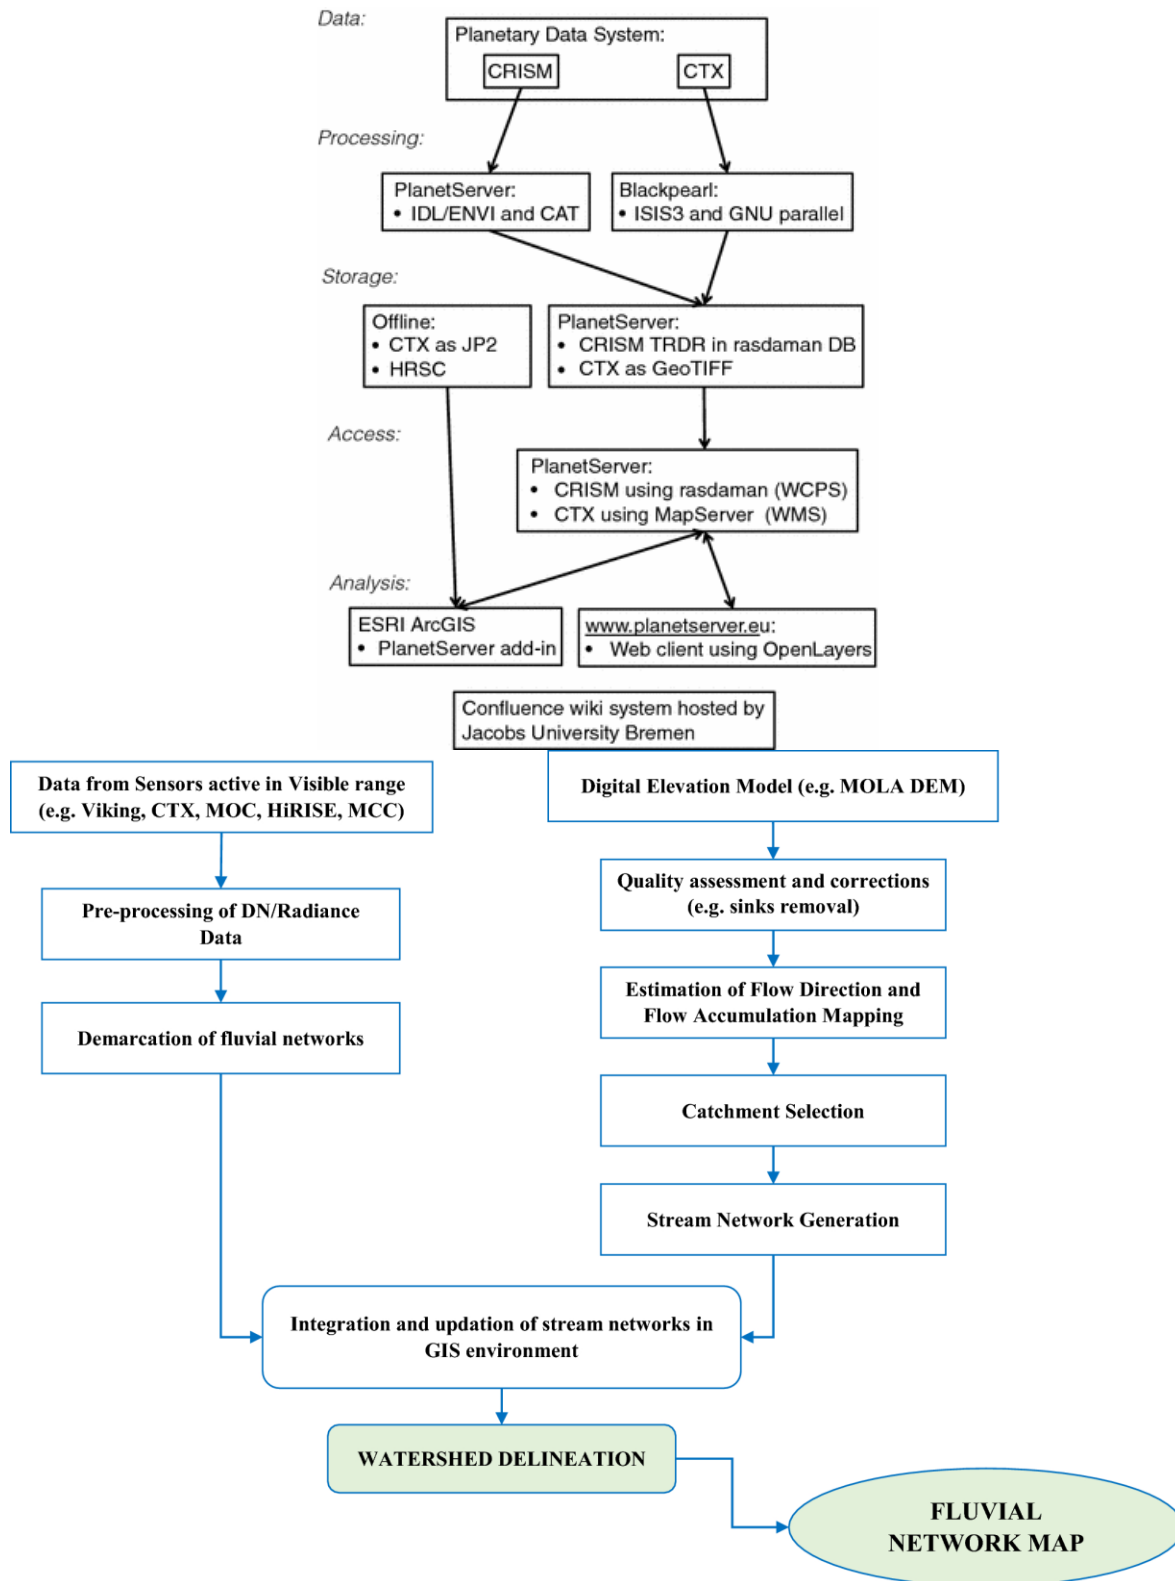 Data:
Planetary Data System:
CRISM
CTX
Processing:
PlanetServer:
• IDL/ENVI and CAT
Blackpearl:
• ISIS3 and GNU parallel
Storage:
Offline:
• CTX as JP2
• HRSC
PlanetServer:
• CRISM TRDR in rasdaman DB
• CTX as GeoTIFF
Access:
PlanetServer:
• CRISM using rasdaman (WCPS)
• CTX using MapServer (WMS)
Analysis:
ESRI ArcGIS
• PlanetServer add-in
www.planetserver.eu:
• Web client using OpenLayers
Confluence wiki system hosted by
Jacobs University Bremen
Data from Sensors active in Visible range
(e.g. Viking, CTX, MOC, HiRISE, MCC)
Pre-processing of DN/Radiance
Data
Demarcation of fluvial networks
Digital Elevation Model (e.g. MOLA DEM)
Quality assessment and corrections
(e.g. sinks removal)
Estimation of Flow Direction and
Flow Accumulation Mapping
Catchment Selection
Stream Network Generation
Integration and updation of stream networks in
GIS environment
WATERSHED DELINEATION
FLUVIAL
NETWORK MAP